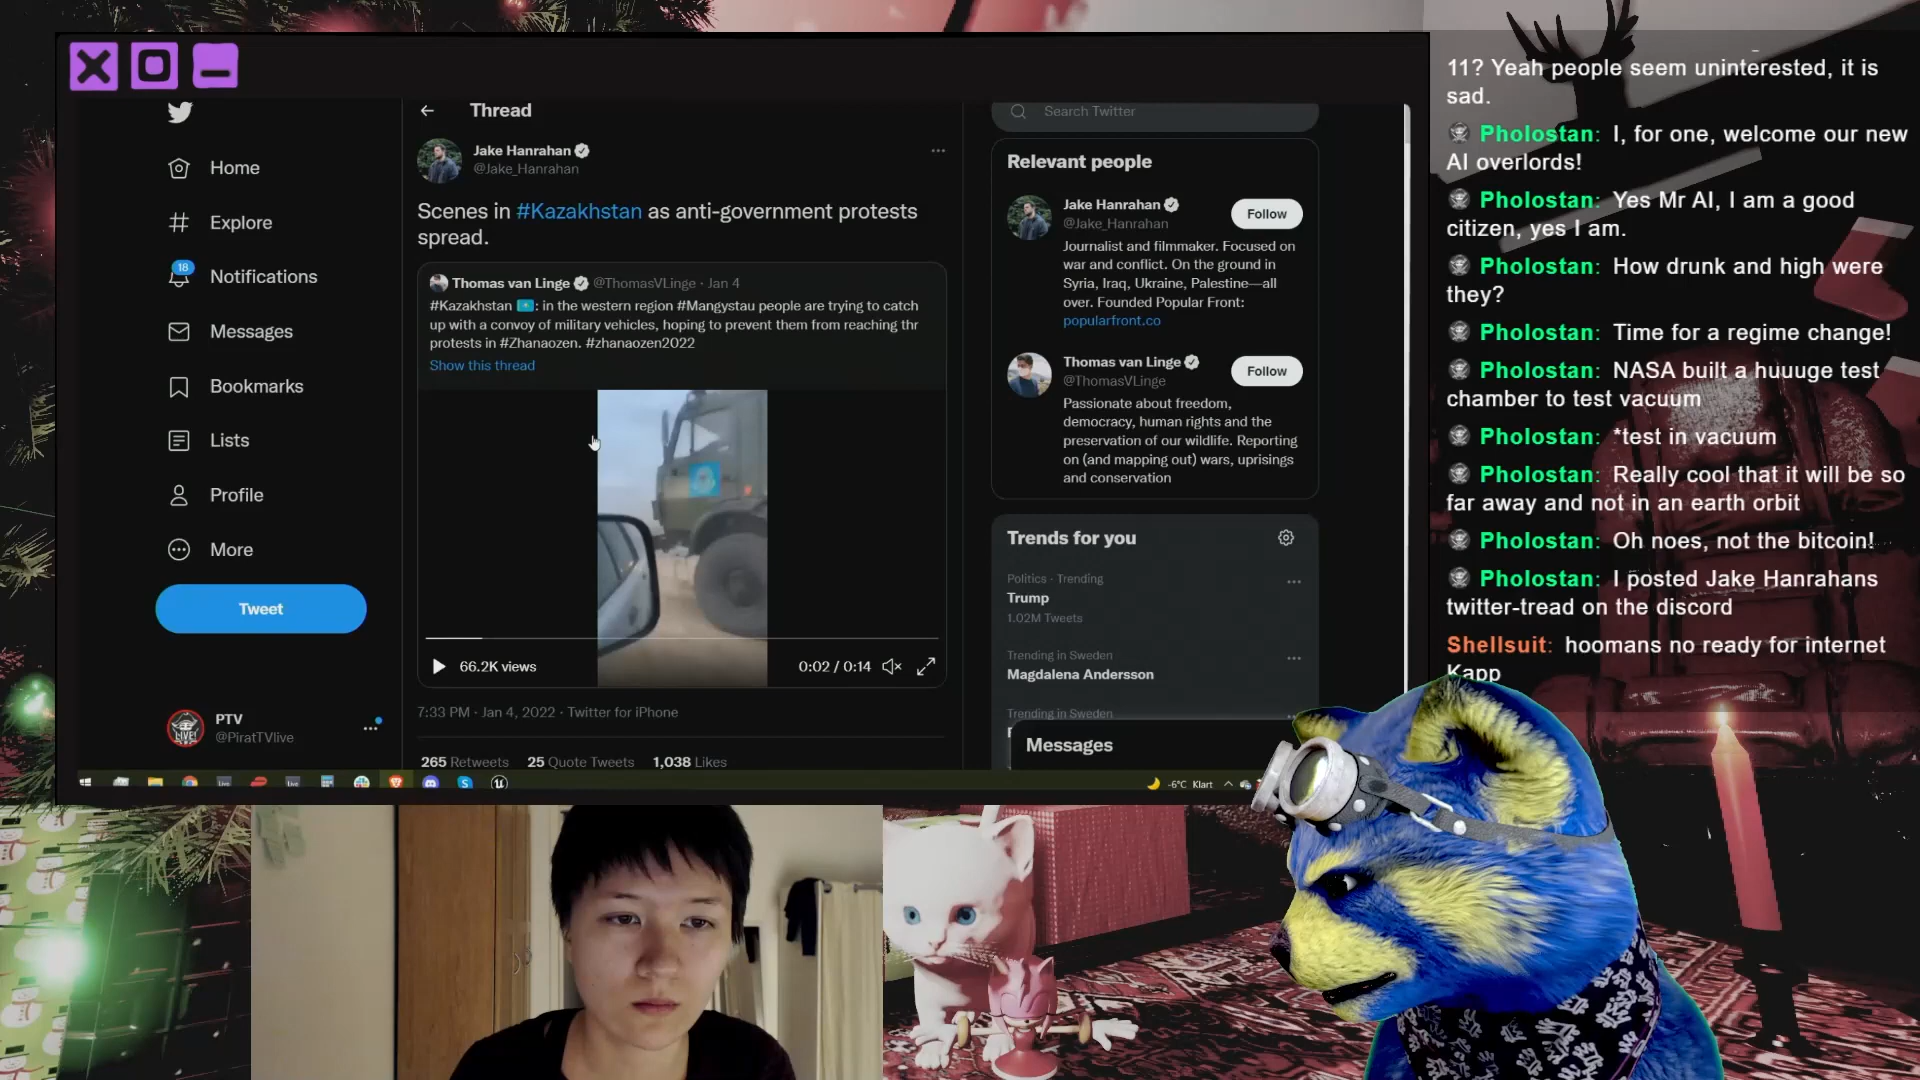 Thread
Jake Hanrahan
@Jake_Hanrahan
Scenes in #Kazakhstan as anti-government protests
spread.
Thomas van Linge @ThomasVLinge · Jan 4
#Kazakhstan : in the western region #Mangystau people are trying to catch
up with a convoy of military vehicles, hoping to prevent them from reaching thr
protests in #Zhanaozen. #zhanaozen2022
Show this thread
66.2K views
0:02 / 0:14
7:33 PM · Jan 4, 2022 · Twitter for iPhone
265 Retweets 25 Quote Tweets 1,038 Likes
Home
Explore
18
Notifications
Messages
Bookmarks
Lists
Profile
More
Tweet
PTV
@PiratTVlive
Search Twitter
Relevant people
Jake Hanrahan
@Jake_Hanrahan
Follow
Journalist and filmmaker. Focused on
war and conflict. On the ground in
Syria, Iraq, Ukraine, Palestine—all
over. Founded Popular Front:
popularfront.co
Thomas van Linge
@ThomasVLinge
Follow
Passionate about freedom,
democracy, human rights and the
preservation of our wildlife. Reporting
on (and mapping out) wars, uprisings
and conservation
Trends for you
Politics · Trending
Trump
1.02M Tweets
Trending in Sweden
Magdalena Andersson
Trending in Sweden
Messages
-6°C Klart
11? Yeah people seem uninterested, it is
sad.
Pholostan: I, for one, welcome our new
AI overlords!
Pholostan: Yes Mr AI, I am a good
citizen, yes I am.
Pholostan: How drunk and high were
they?
Pholostan: Time for a regime change!
Pholostan: NASA built a huuuge test
chamber to test vacuum
Pholostan: *test in vacuum
Pholostan: Really cool that it will be so
far away and not in an earth orbit
Pholostan: Oh noes, not the bitcoin!
Pholostan: I posted Jake Hanrahans
twitter-tread on the discord
Shellsuit: hoomans no ready for internet
Kapp